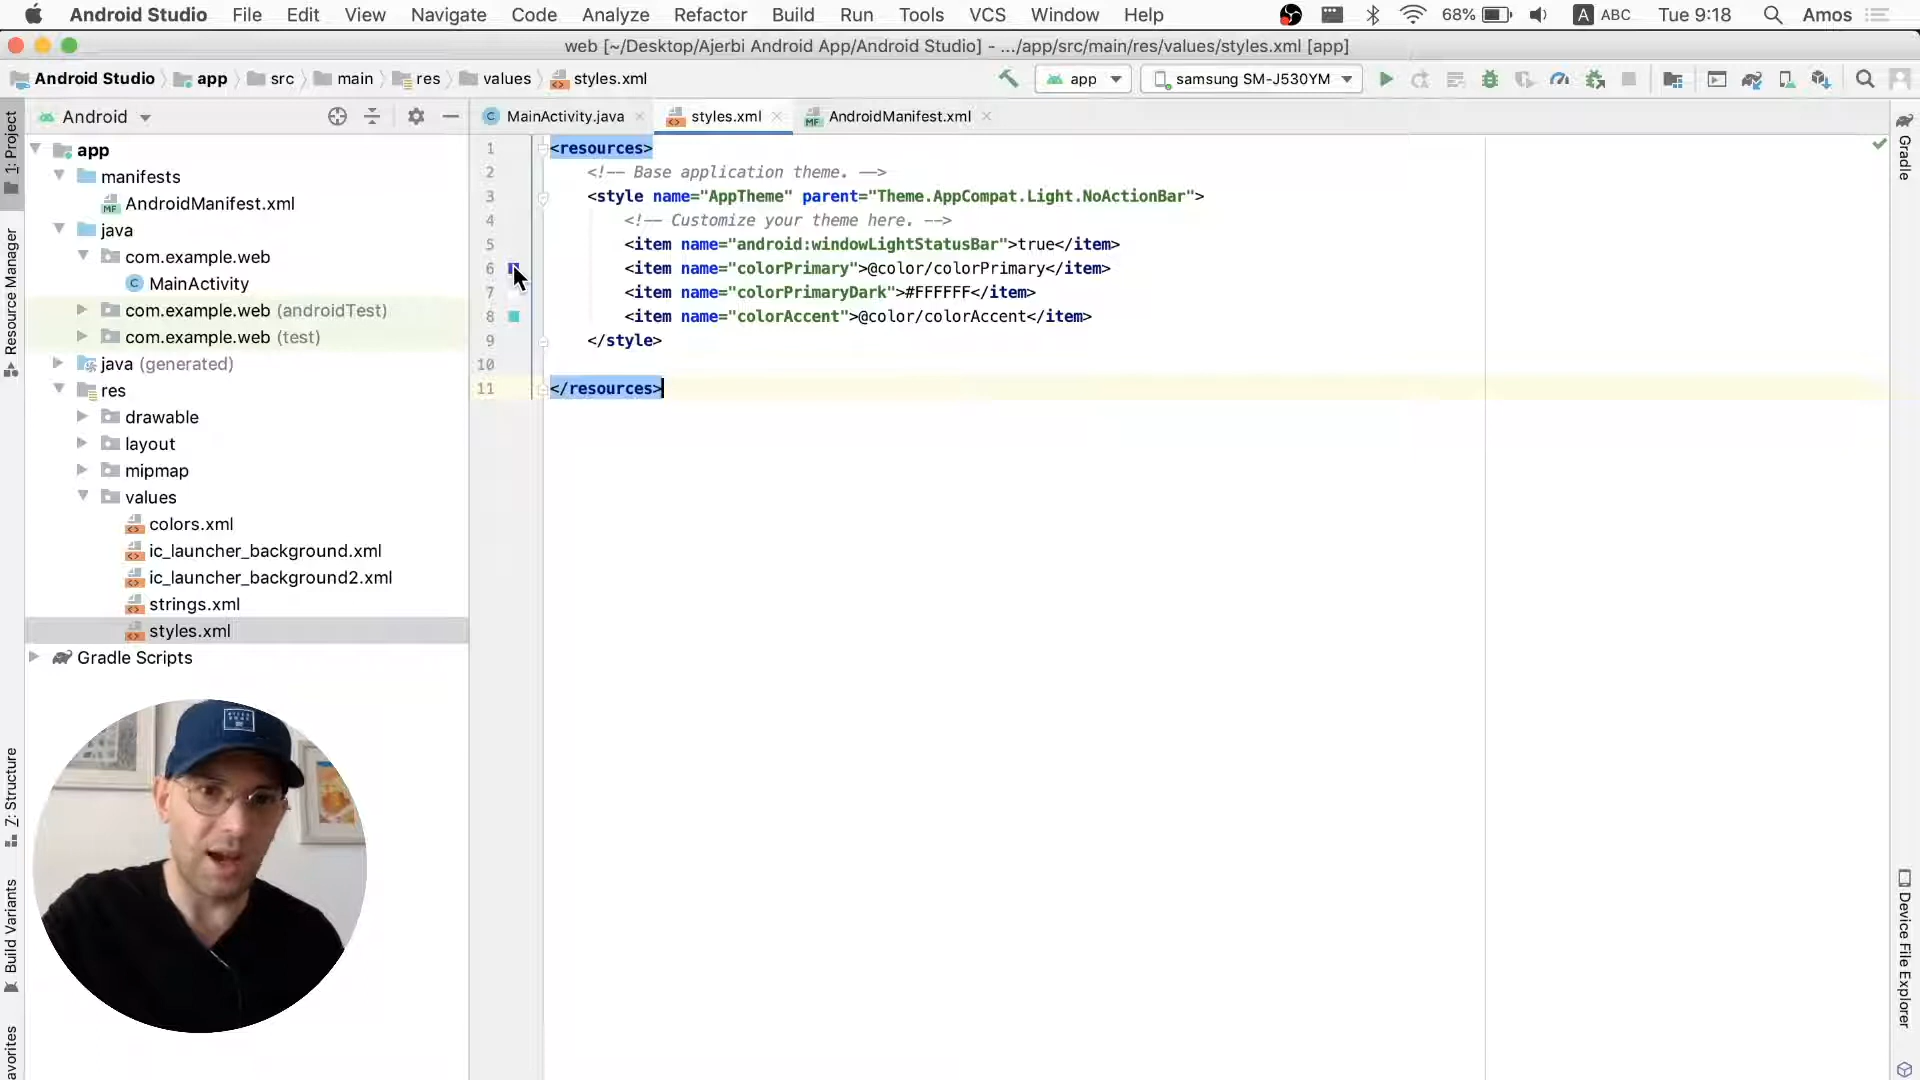 Android Studio File Edit View Navigate Code Analyze Refactor Build Run Tools VCS Window Help 68% A ABC Tue 9:18 Amos
web [~/Desktop/Ajerbi Android App/Android Studio] - .../app/src/main/res/values/styles.xml [app]
Android Studio app src main res values styles.xml app samsung SM-J530YM
Android
MainActivity.java styles.xml AndroidManifest.xml
1: Project
Resource Manager
Z: Structure
Build Variants
app
manifests
AndroidManifest.xml
java
com.example.web
MainActivity
com.example.web (androidTest)
com.example.web (test)
java (generated)
res
drawable
layout
mipmap
values
colors.xml
ic_launcher_background.xml
ic_launcher_background2.xml
strings.xml
styles.xml
Gradle Scripts
1 <resources>
2 <!-- Base application theme. -->
3 <style name="AppTheme" parent="Theme.AppCompat.Light.NoActionBar">
4 <!-- Customize your theme here. -->
5 <item name="android:windowLightStatusBar">true</item>
6 <item name="colorPrimary">@color/colorPrimary</item>
7 <item name="colorPrimaryDark">#FFFFFF</item>
8 <item name="colorAccent">@color/colorAccent</item>
9 </style>
10
11 </resources>
Gradle
Device File Explorer